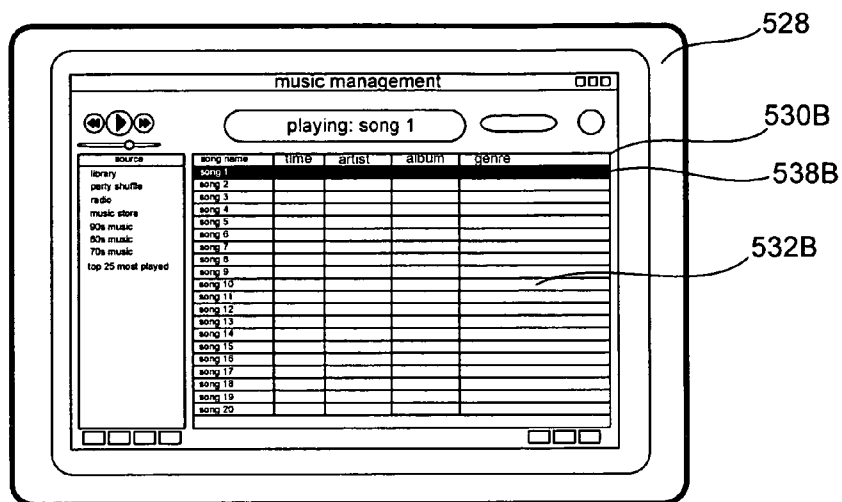 528
music management
530B
playing: song 1
538B
source
song name time artist album genre
library
party shuffle
radio
music store
90s music
80s music
70s music
top 25 most played
song 1
song 2
song 3
song 4
song 5
song 6
song 7
song 8
song 9
song 10
song 11
song 12
song 13
song 14
song 15
song 16
song 17
song 18
song 19
song 20
532B